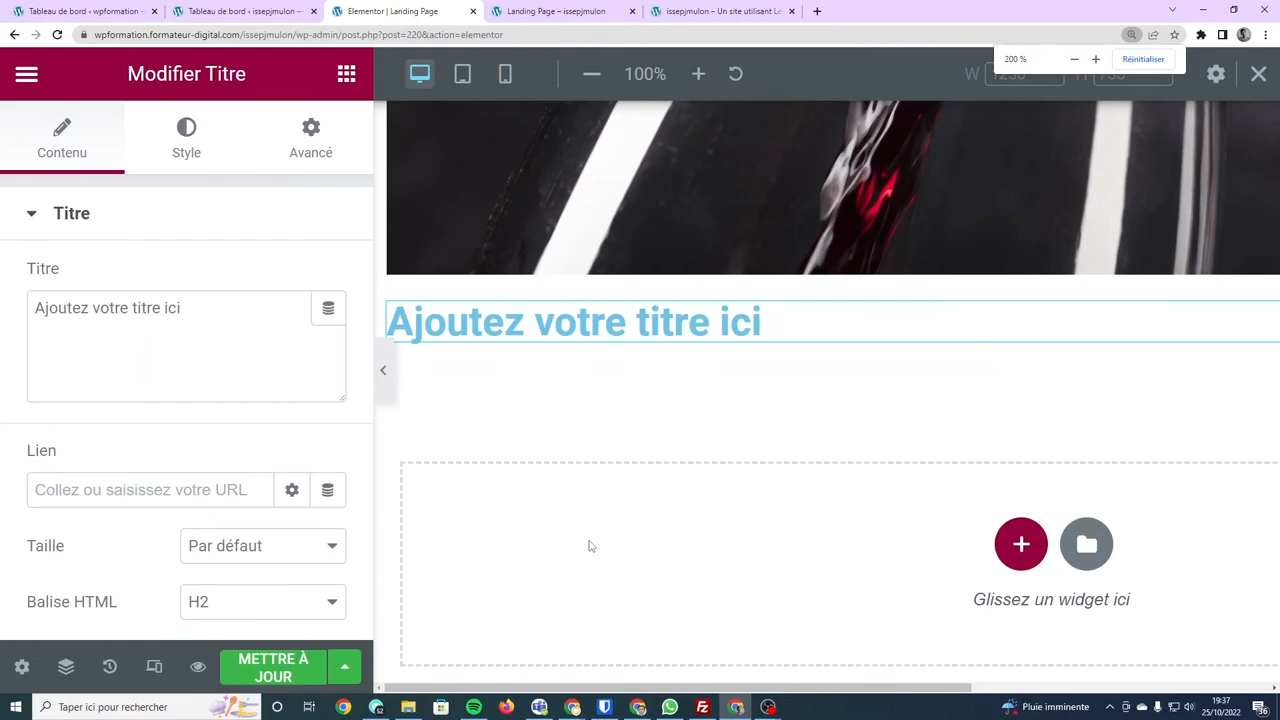 Tableau de bord ‹ wpformation.
Tableau de bord ‹ issepjmulon —
Elementor | Landing Page
Landing Page – issepjmulon
issepjmulon – Un site utilisant Le
wpformation.formateur-digital.com/issepjmulon/wp-admin/post.php?post=220&action=elementor
200 %
Réinitialiser
Modifier Titre
100%
W
Contenu
Style
Avancé
Titre
Titre
Ajoutez votre titre ici
Ajoutez votre titre ici
Lien
Collez ou saisissez votre URL
Taille
Par défaut
Balise HTML
H2
Glissez un widget ici
METTRE À
JOUR
Taper ici pour rechercher
Pluie imminente
19:37
25/10/2022